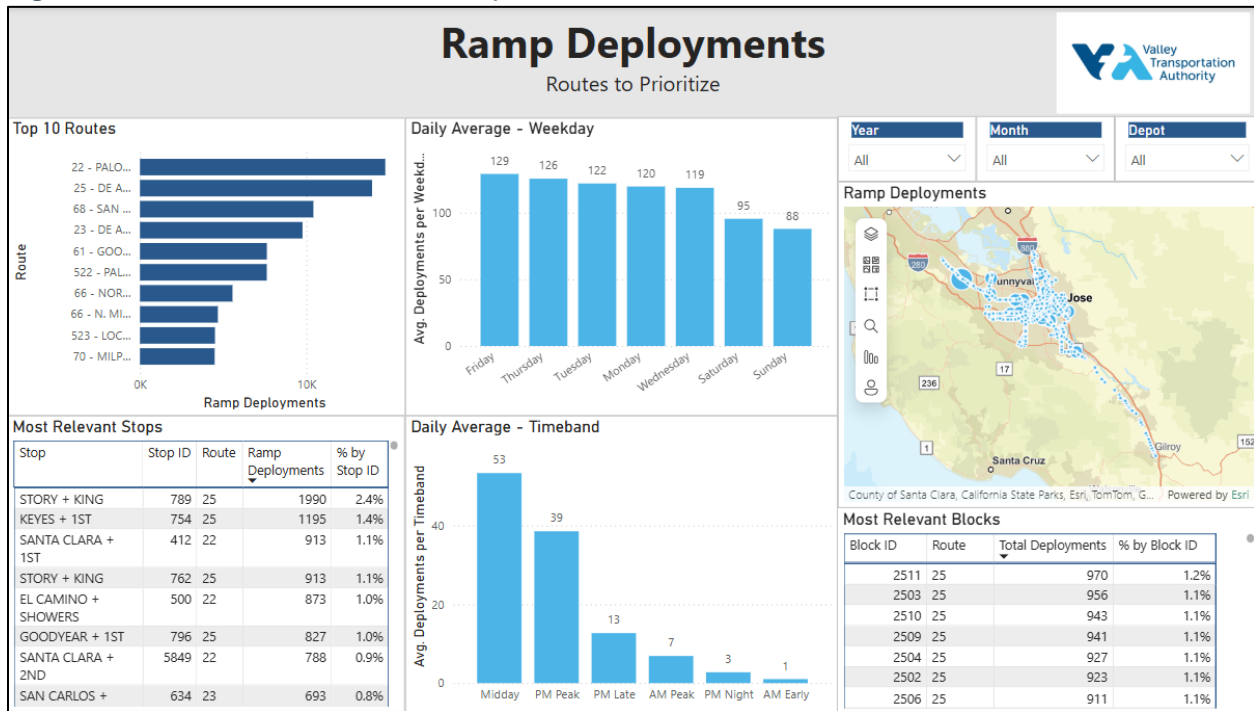 Ramp Deployments
Routes to Prioritize
Valley
Transportation
Authority
Top 10 Routes
Route
22 - PALO...
25 - DE A...
68 - SAN ...
23 - DE A...
61 - GOO...
522 - PAL...
66 - NOR...
66 - N. MI...
523 - LOC...
70 - MILP...
0K 10K
Ramp Deployments
Daily Average - Weekday
Avg. Deployments per Weekd...
100
50
0
129 126 122 120 119 95 88
Friday Thursday Tuesday Monday Wednesday Saturday Sunday
Year Month Depot
All All All
Ramp Deployments
280
880
unnyval
Jose
17
236
1
152
Gilroy
Santa Cruz
County of Santa Clara, California State Parks, Esri, TomTom, G... Powered by Esri
Most Relevant Stops
Stop Stop ID Route Ramp Deployments % by Stop ID
STORY + KING 789 25 1990 2.4%
KEYES + 1ST 754 25 1195 1.4%
SANTA CLARA + 1ST 412 22 913 1.1%
STORY + KING 762 25 913 1.1%
EL CAMINO + SHOWERS 500 22 873 1.0%
GOODYEAR + 1ST 796 25 827 1.0%
SANTA CLARA + 2ND 5849 22 788 0.9%
SAN CARLOS + 634 23 693 0.8%
Daily Average - Timeband
Avg. Deployments per Timeband
40
20
0
53 39 13 7 3 1
Midday PM Peak PM Late AM Peak PM Night AM Early
Most Relevant Blocks
Block ID Route Total Deployments % by Block ID
2511 25 970 1.2%
2503 25 956 1.1%
2510 25 943 1.1%
2509 25 941 1.1%
2504 25 927 1.1%
2502 25 923 1.1%
2506 25 911 1.1%